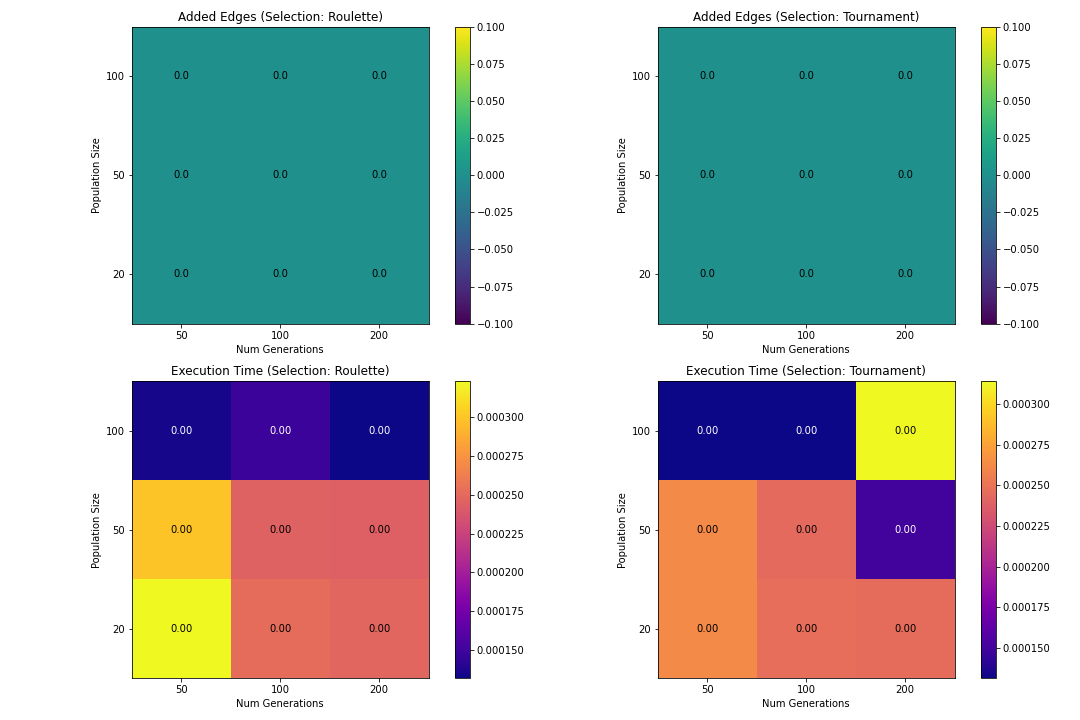 Added Edges (Selection: Roulette)
Population Size
100
50
20
0.0 0.0 0.0
0.0 0.0 0.0
0.0 0.0 0.0
50 100 200
Num Generations
0.100
0.075
0.050
0.025
0.000
−0.025
−0.050
−0.075
−0.100
Added Edges (Selection: Tournament)
Population Size
100
50
20
0.0 0.0 0.0
0.0 0.0 0.0
0.0 0.0 0.0
50 100 200
Num Generations
0.100
0.075
0.050
0.025
0.000
−0.025
−0.050
−0.075
−0.100
Execution Time (Selection: Roulette)
Population Size
100
50
20
0.00 0.00 0.00
0.00 0.00 0.00
0.00 0.00 0.00
50 100 200
Num Generations
0.000300
0.000275
0.000250
0.000225
0.000200
0.000175
0.000150
Execution Time (Selection: Tournament)
Population Size
100
50
20
0.00 0.00 0.00
0.00 0.00 0.00
0.00 0.00 0.00
50 100 200
Num Generations
0.000300
0.000275
0.000250
0.000225
0.000200
0.000175
0.000150